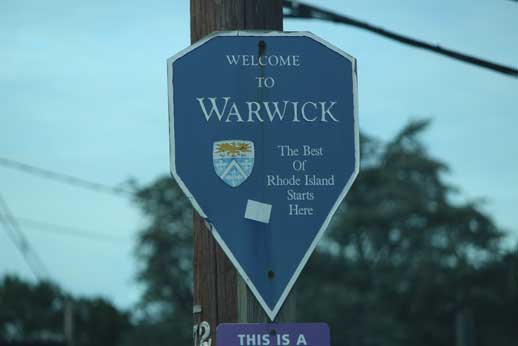 WELCOME
TO
WARWICK
The Best
Of
Rhode Island
Starts
Here
THIS IS A